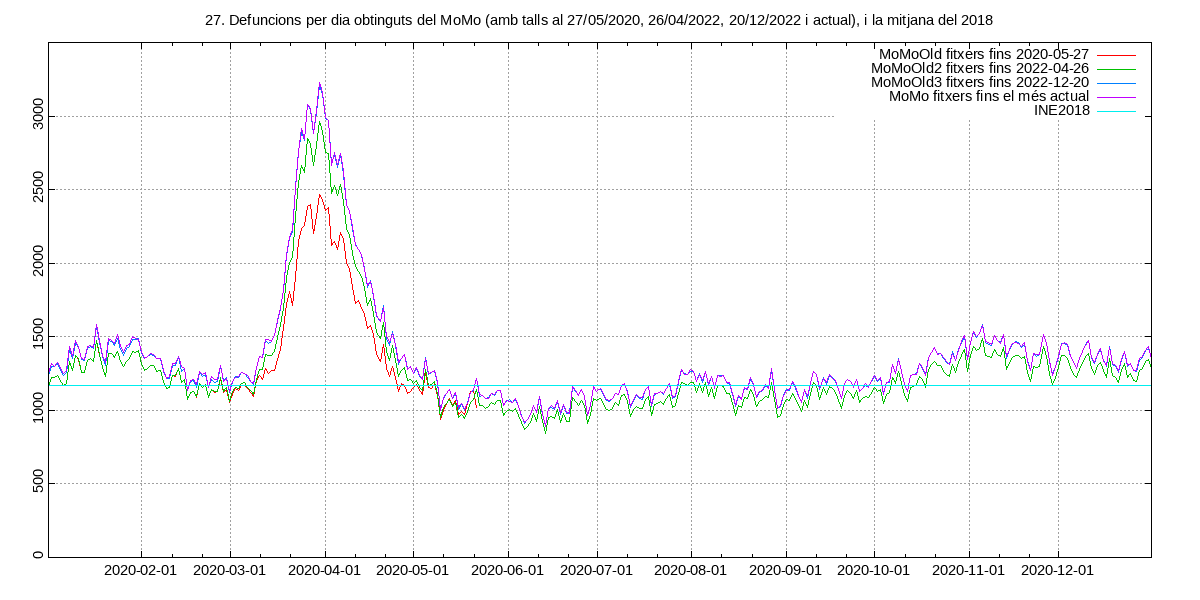 27. Defuncions per dia obtinguts del MoMo (amb talls al 27/05/2020, 26/04/2022, 20/12/2022 i actual), i la mitjana del 2018
MoMoOld fitxers fins 2020-05-27
MoMoOld2 fitxers fins 2022-04-26
MoMoOld3 fitxers fins 2022-12-20
MoMo fitxers fins el més actual
INE2018
3000
2500
2000
1500
1000
500
0
2020-02-01 2020-03-01 2020-04-01 2020-05-01 2020-06-01 2020-07-01 2020-08-01 2020-09-01 2020-10-01 2020-11-01 2020-12-01